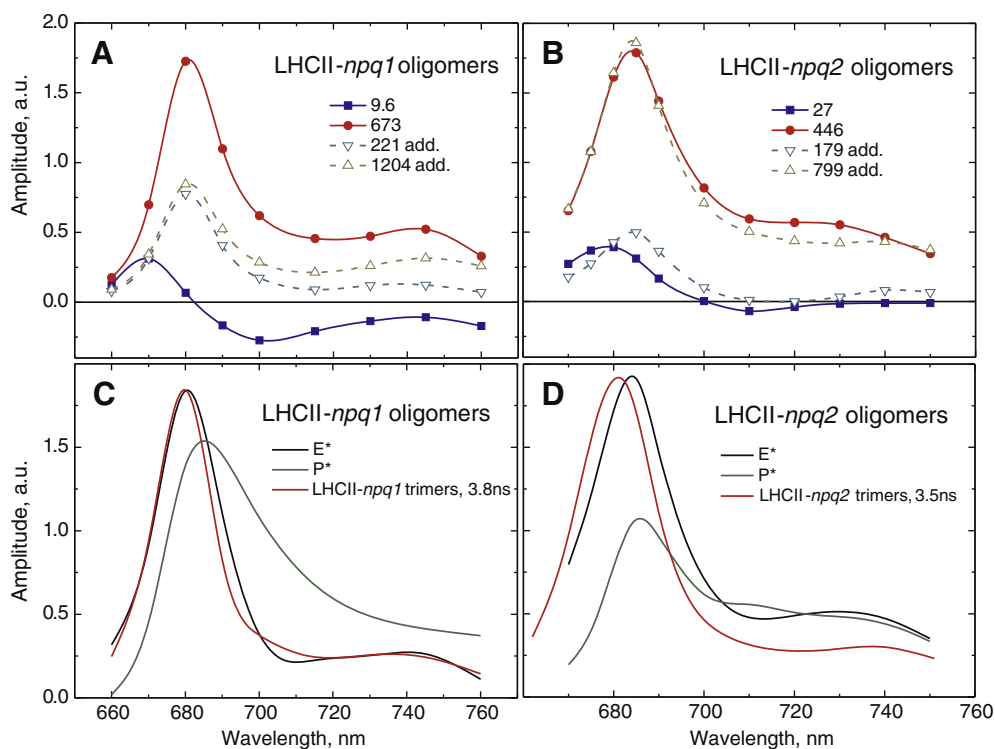 A
LHCII-npq1 oligomers
9.6
673
221 add.
1204 add.
Amplitude, a.u.
2.0
1.5
1.0
0.5
0.0
B
LHCII-npq2 oligomers
27
446
179 add.
799 add.
C
LHCII-npq1 oligomers
E*
P*
LHCII-npq1 trimers, 3.8ns
Amplitude, a.u.
1.5
1.0
0.5
0.0
660 680 700 720 740 760
Wavelength, nm
D
LHCII-npq2 oligomers
E*
P*
LHCII-npq2 trimers, 3.5ns
680 700 720 740 760
Wavelength, nm